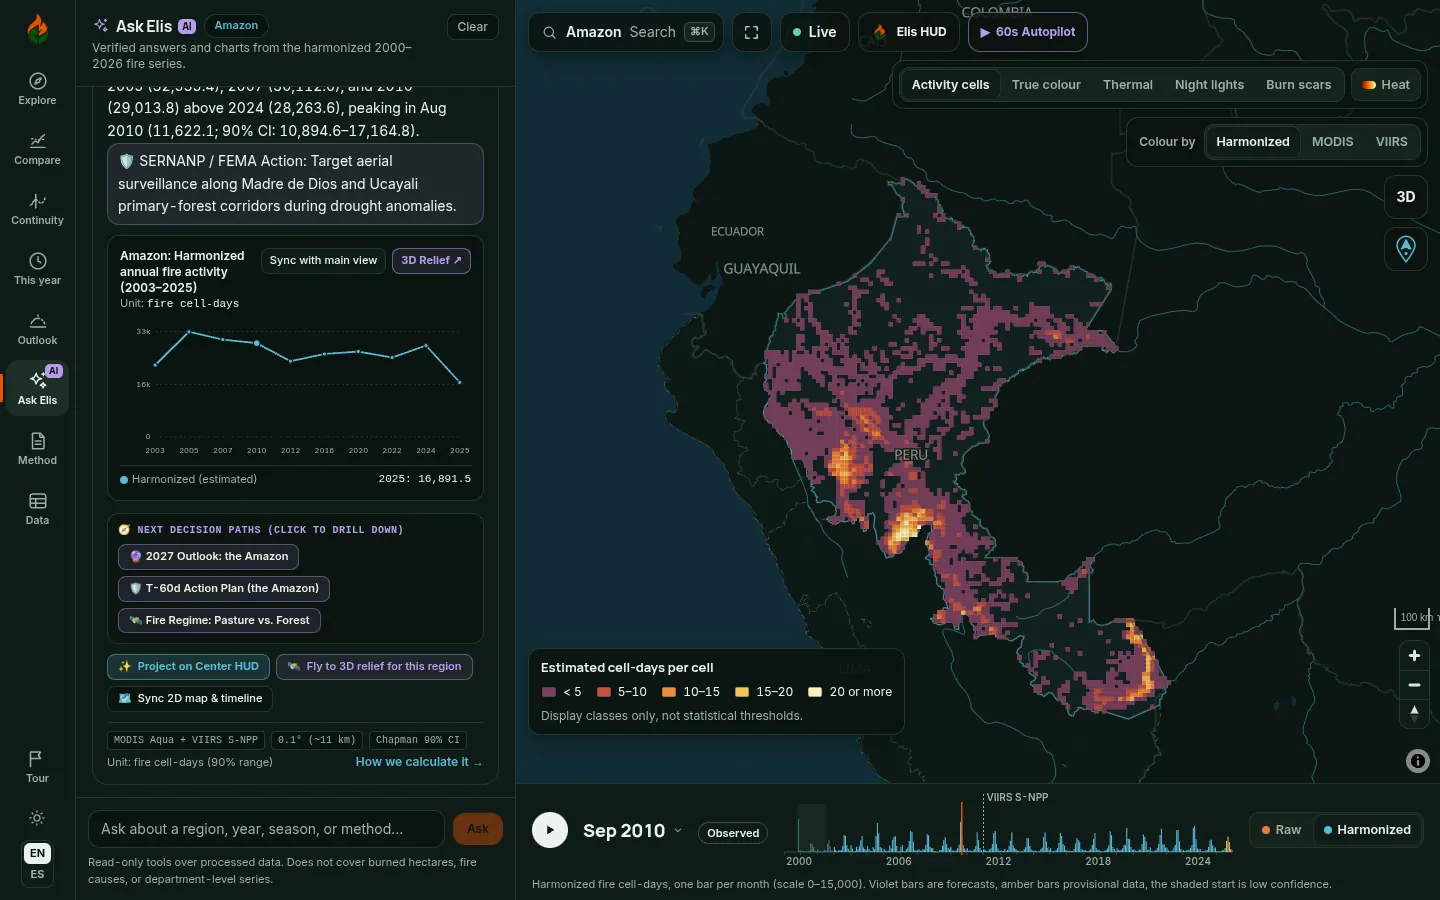 Explore
Compare
Continuity
This year
Outlook
AI
Ask Elis
Method
Data
Tour
EN
ES
Ask Elis AI Amazon
Clear
Verified answers and charts from the harmonized 2000–
2026 fire series.
(29,013.8) above 2024 (28,263.6), peaking in Aug
2010 (11,622.1; 90% CI: 10,894.6–17,164.8).
SERNANP / FEMA Action: Target aerial
surveillance along Madre de Dios and Ucayali
primary-forest corridors during drought anomalies.
Amazon: Harmonized
annual fire activity
(2003–2025)
Unit: fire cell-days
Sync with main view
3D Relief ↗
33k
16k
0
2003 2005 2007 2010 2012 2016 2020 2022 2024 2025
Harmonized (estimated)
2025: 16,891.5
NEXT DECISION PATHS (CLICK TO DRILL DOWN)
2027 Outlook: the Amazon
T-60d Action Plan (the Amazon)
Fire Regime: Pasture vs. Forest
Project on Center HUD
Fly to 3D relief for this region
Sync 2D map & timeline
MODIS Aqua + VIIRS S-NPP
0.1° (~11 km)
Chapman 90% CI
Unit: fire cell-days (90% range)
How we calculate it →
Ask about a region, year, season, or method...
Ask
Read-only tools over processed data. Does not cover burned hectares, fire
causes, or department-level series.
Amazon Search ⌘K
Live
Elis HUD
▶ 60s Autopilot
COLOMBIA
Activity cells True colour Thermal Night lights Burn scars
Heat
Colour by Harmonized MODIS VIIRS
3D
ECUADOR
GUAYAQUIL
PERU
LIMA
100 km
Estimated cell-days per cell
< 5 5–10 10–15 15–20 20 or more
Display classes only, not statistical thresholds.
Sep 2010
Observed
VIIRS S-NPP
2000 2006 2012 2018 2024
Raw Harmonized
Harmonized fire cell-days, one bar per month (scale 0–15,000). Violet bars are forecasts, amber bars provisional data, the shaded start is low confidence.